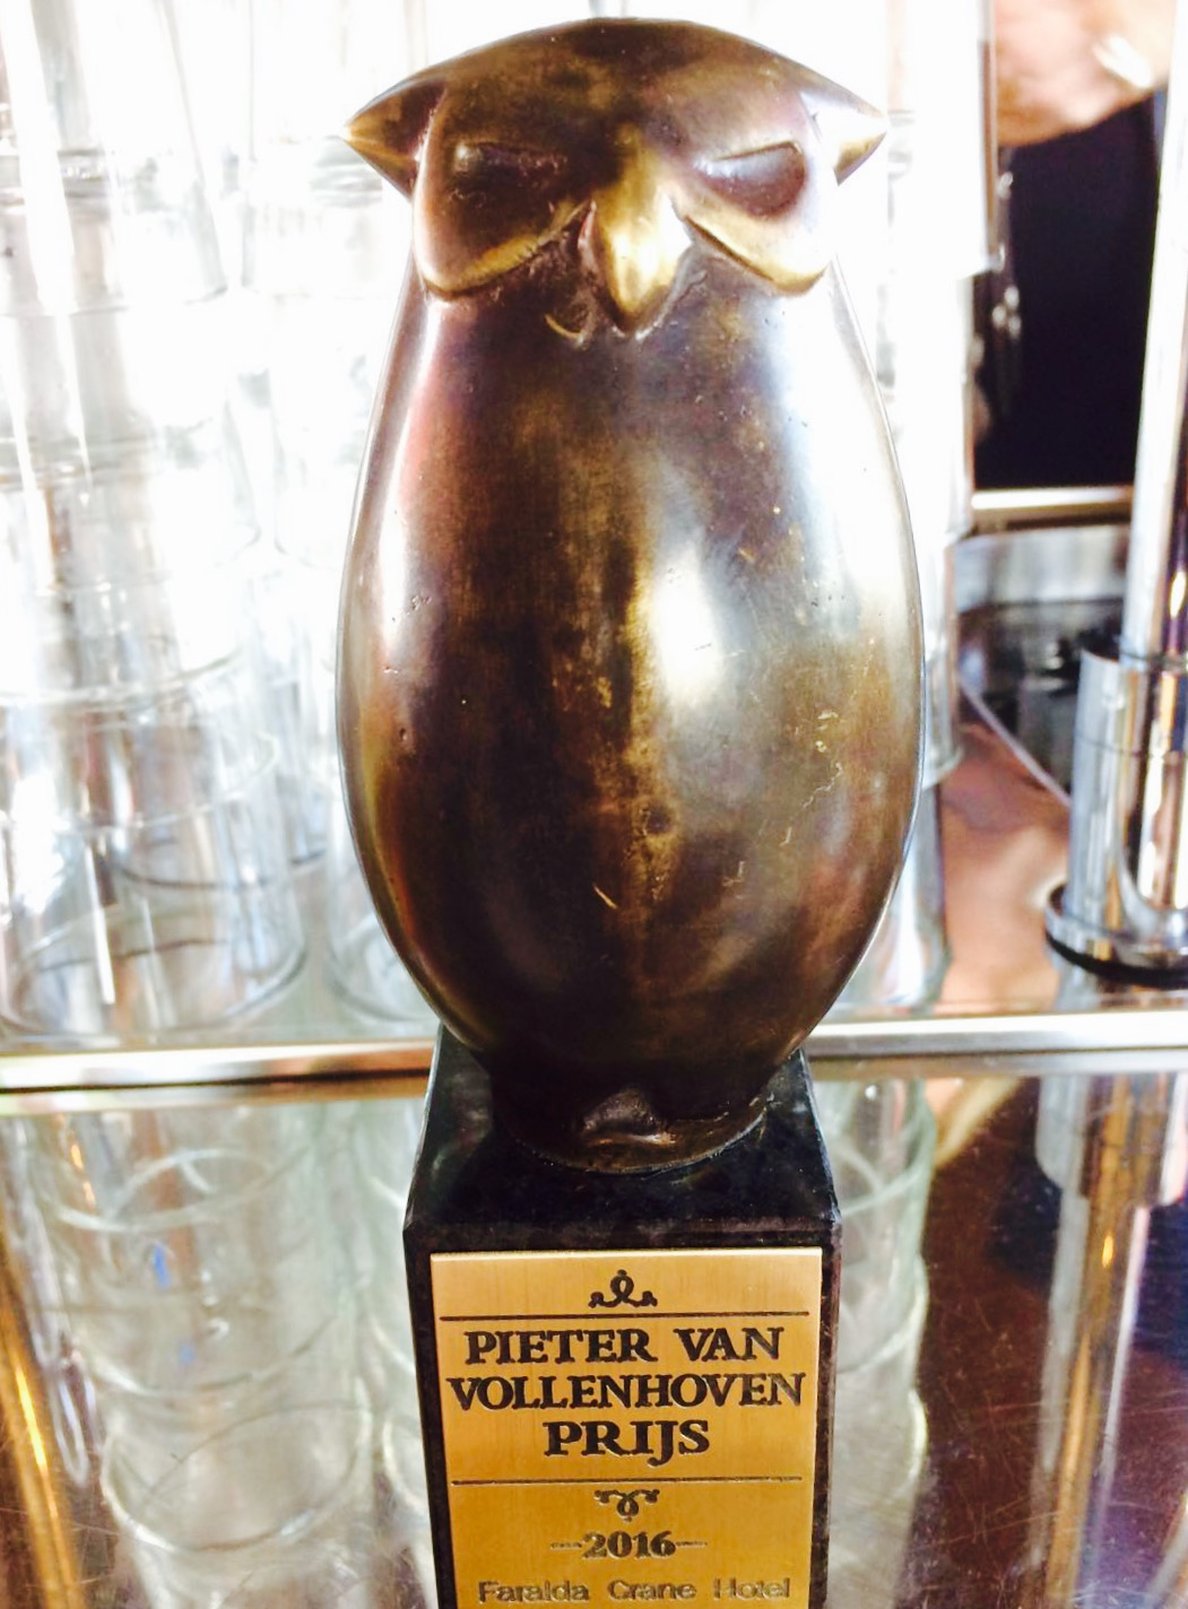 PIETER VAN
VOLLENHOVEN
PRIJS
—2016—
Faralda Crane Hotel